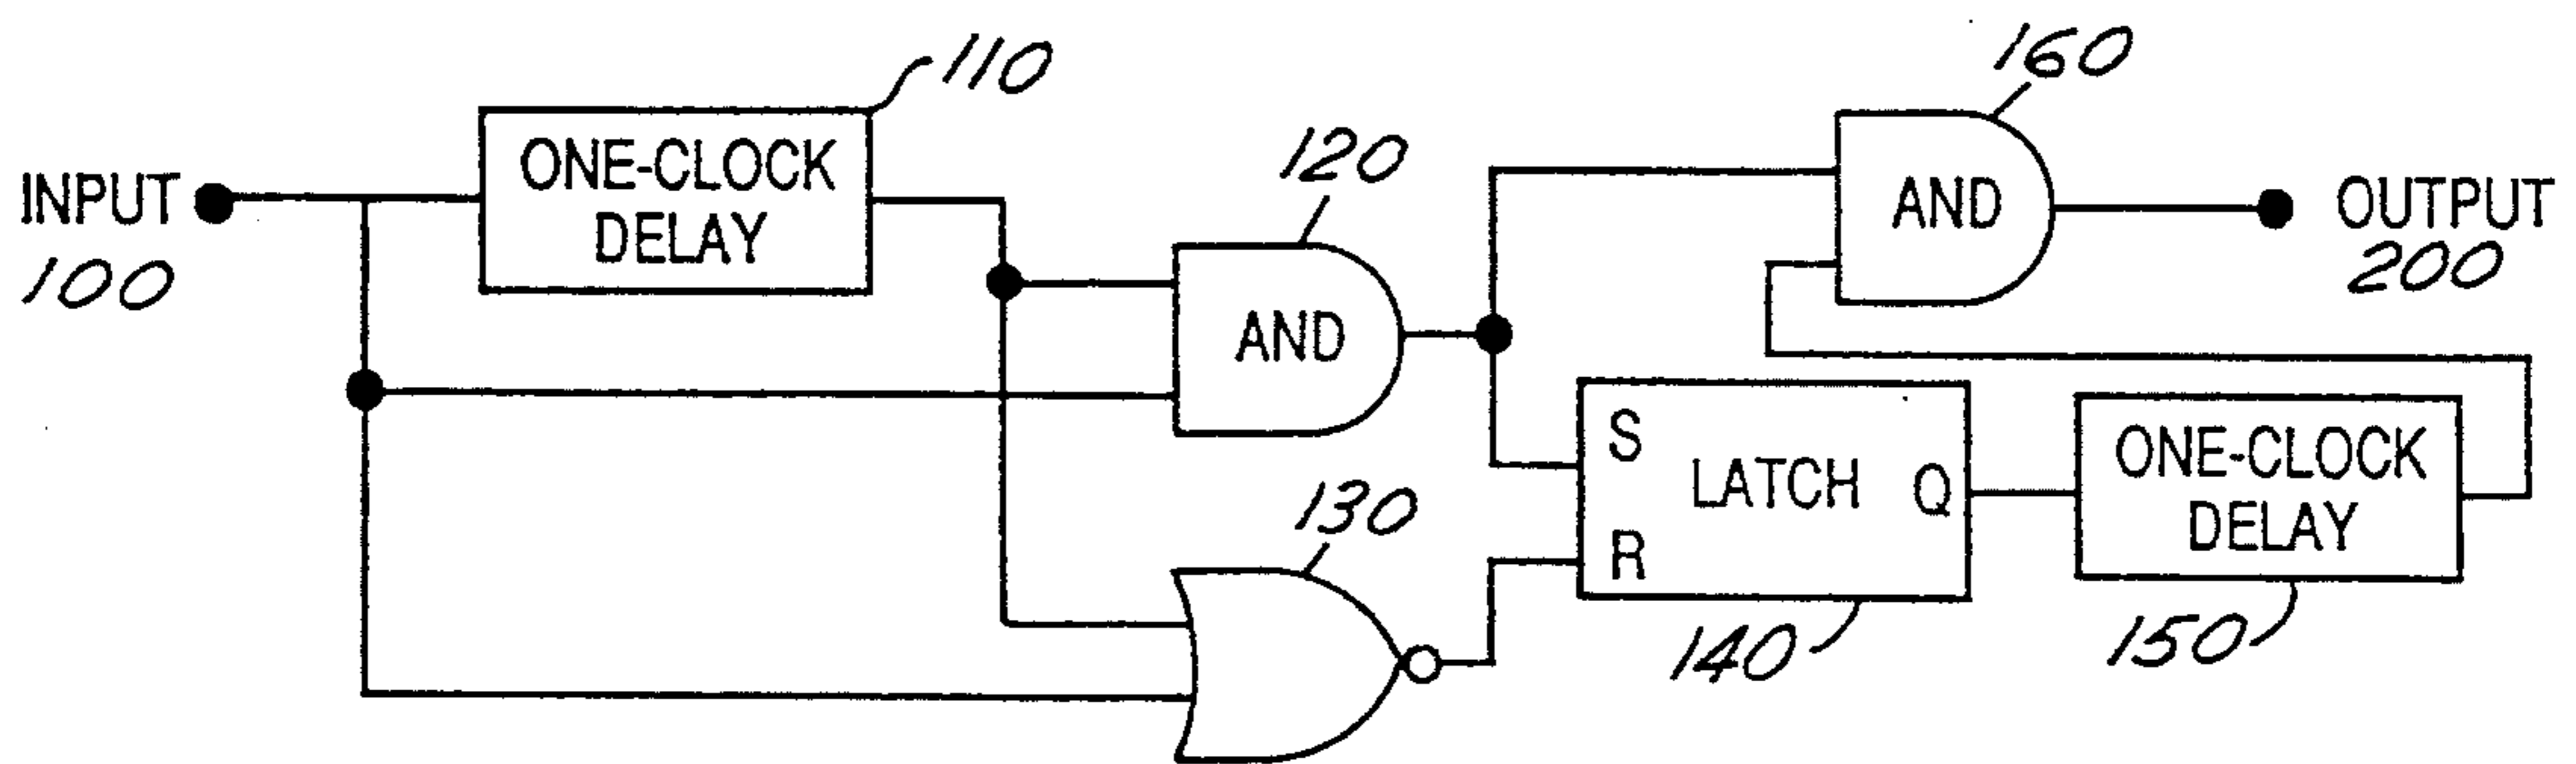 110
160
ONE-CLOCK
DELAY
120
INPUT
100
AND
OUTPUT
200
AND
S
LATCH
Q
R
ONE-CLOCK
DELAY
130
140
150